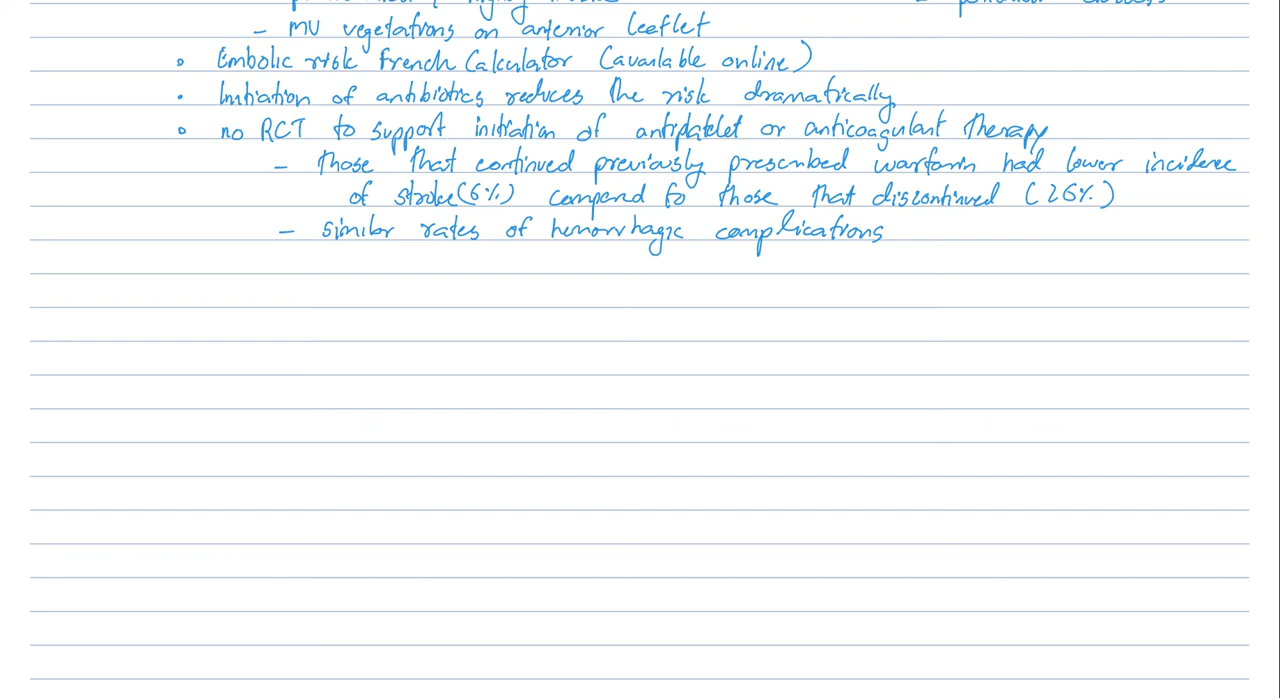 - MV vegetations on anterior leaflet
◦ Embolic risk French Calculator (available online)
• Initiation of antibiotics reduces the risk dramatically
◦ no RCT to support initiation of antiplatelet or anticoagulant therapy
- those that continued previously prescribed warfarin had lower incidence
of stroke (6%) compared to those that discontinued (26%)
- similar rates of hemorrhagic complications